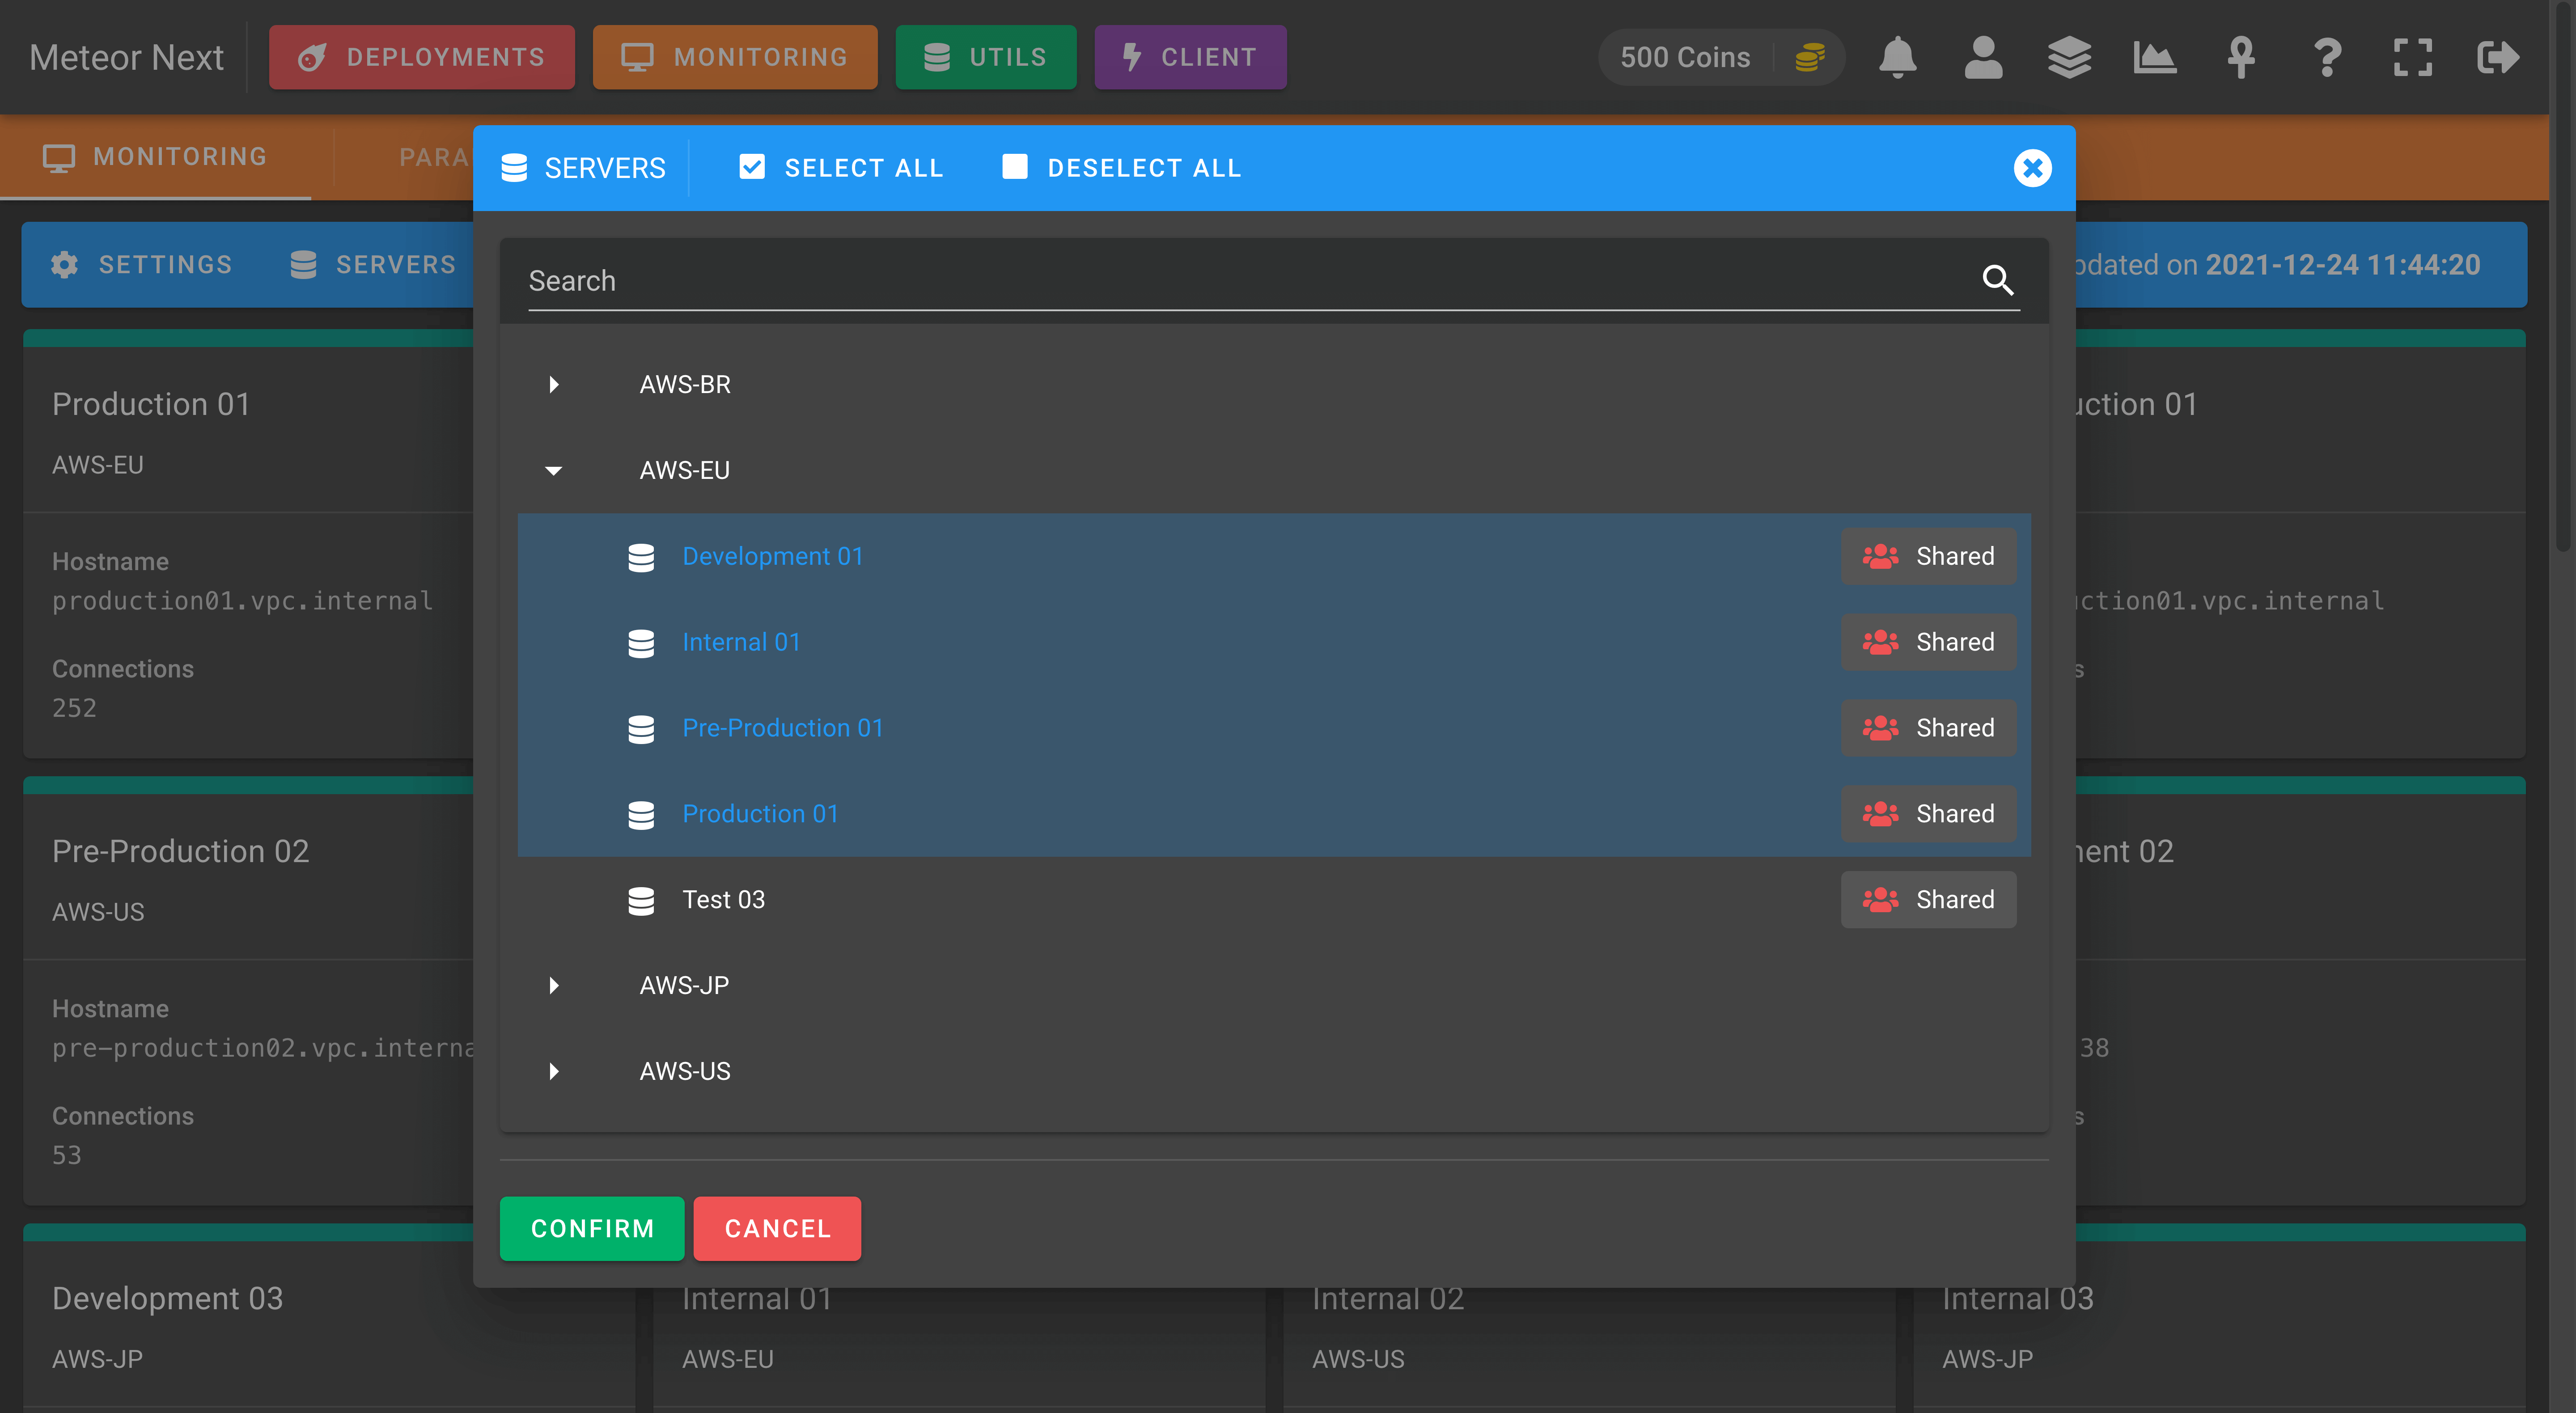 Meteor Next DEPLOYMENTS MONITORING UTILS CLIENT 500 Coins
MONITORING PARA
SERVERS SELECT ALL DESELECT ALL
SETTINGS SERVERS pdated on 2021-12-24 11:44:20
Search
AWS-BR
AWS-EU
Development 01 Shared
Internal 01 Shared
Pre-Production 01 Shared
Production 01 Shared
Test 03 Shared
AWS-JP
AWS-US
CONFIRM CANCEL
Production 01
AWS-EU
Hostname
production01.vpc.internal
Connections
252
uction 01
ction01.vpc.internal
s
Pre-Production 02
AWS-US
Hostname
pre-production02.vpc.interna
Connections
53
ent 02
38
s
Development 03
AWS-JP
Internal 01
AWS-EU
Internal 02
AWS-US
Internal 03
AWS-JP